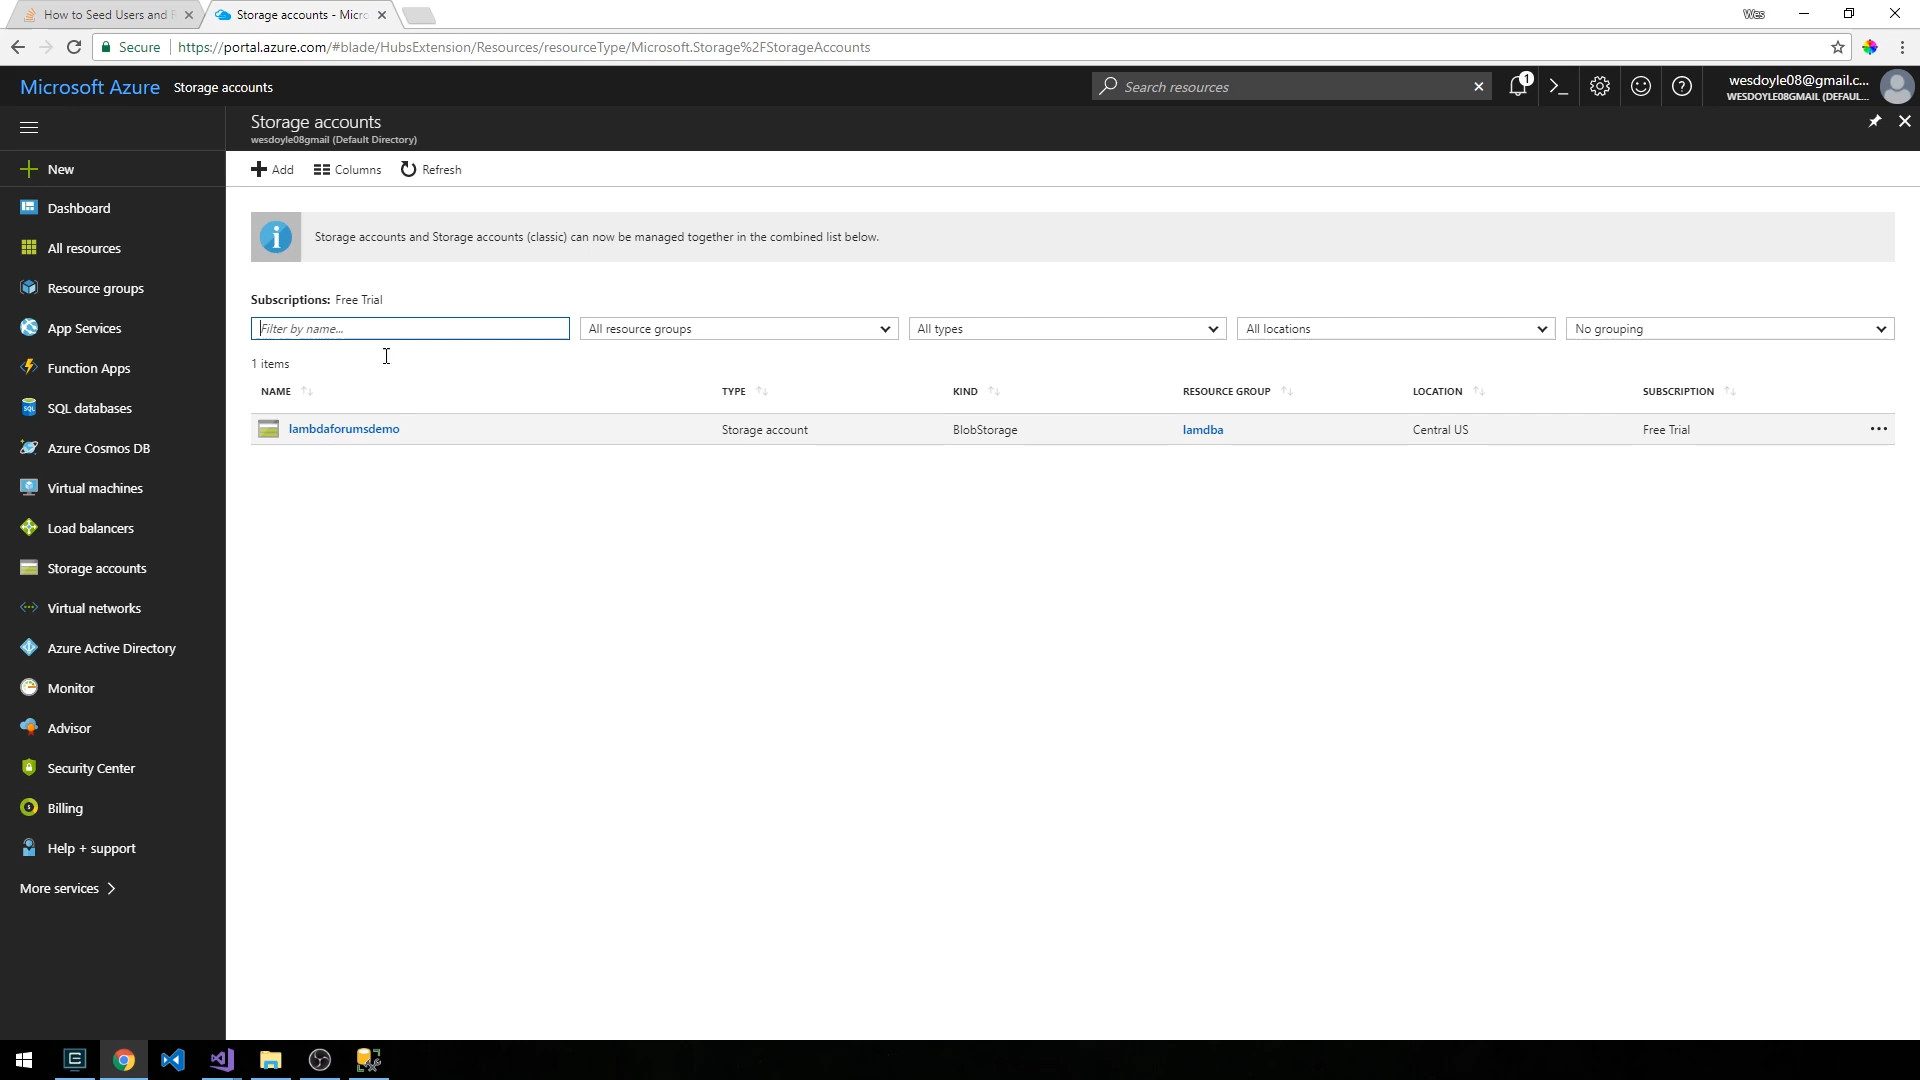 How to Seed Users and
Storage accounts - Micro
Wes
Secure
https://portal.azure.com/#blade/HubsExtension/Resources/resourceType/Microsoft.Storage%2FStorageAccounts
Microsoft Azure
Storage accounts
Search resources
1
wesdoyle08@gmail.c...
WESDOYLE08GMAIL (DEFAUL...
Storage accounts
wesdoyle08gmail (Default Directory)
New
Add
Columns
Refresh
Dashboard
All resources
Resource groups
App Services
Function Apps
SQL databases
Azure Cosmos DB
Virtual machines
Load balancers
Storage accounts
Virtual networks
Azure Active Directory
Monitor
Advisor
Security Center
Billing
Help + support
More services
Storage accounts and Storage accounts (classic) can now be managed together in the combined list below.
Subscriptions: Free Trial
Filter by name...
All resource groups
All types
All locations
No grouping
1 items
NAME
TYPE
KIND
RESOURCE GROUP
LOCATION
SUBSCRIPTION
lambdaforumsdemo
Storage account
BlobStorage
lamdba
Central US
Free Trial